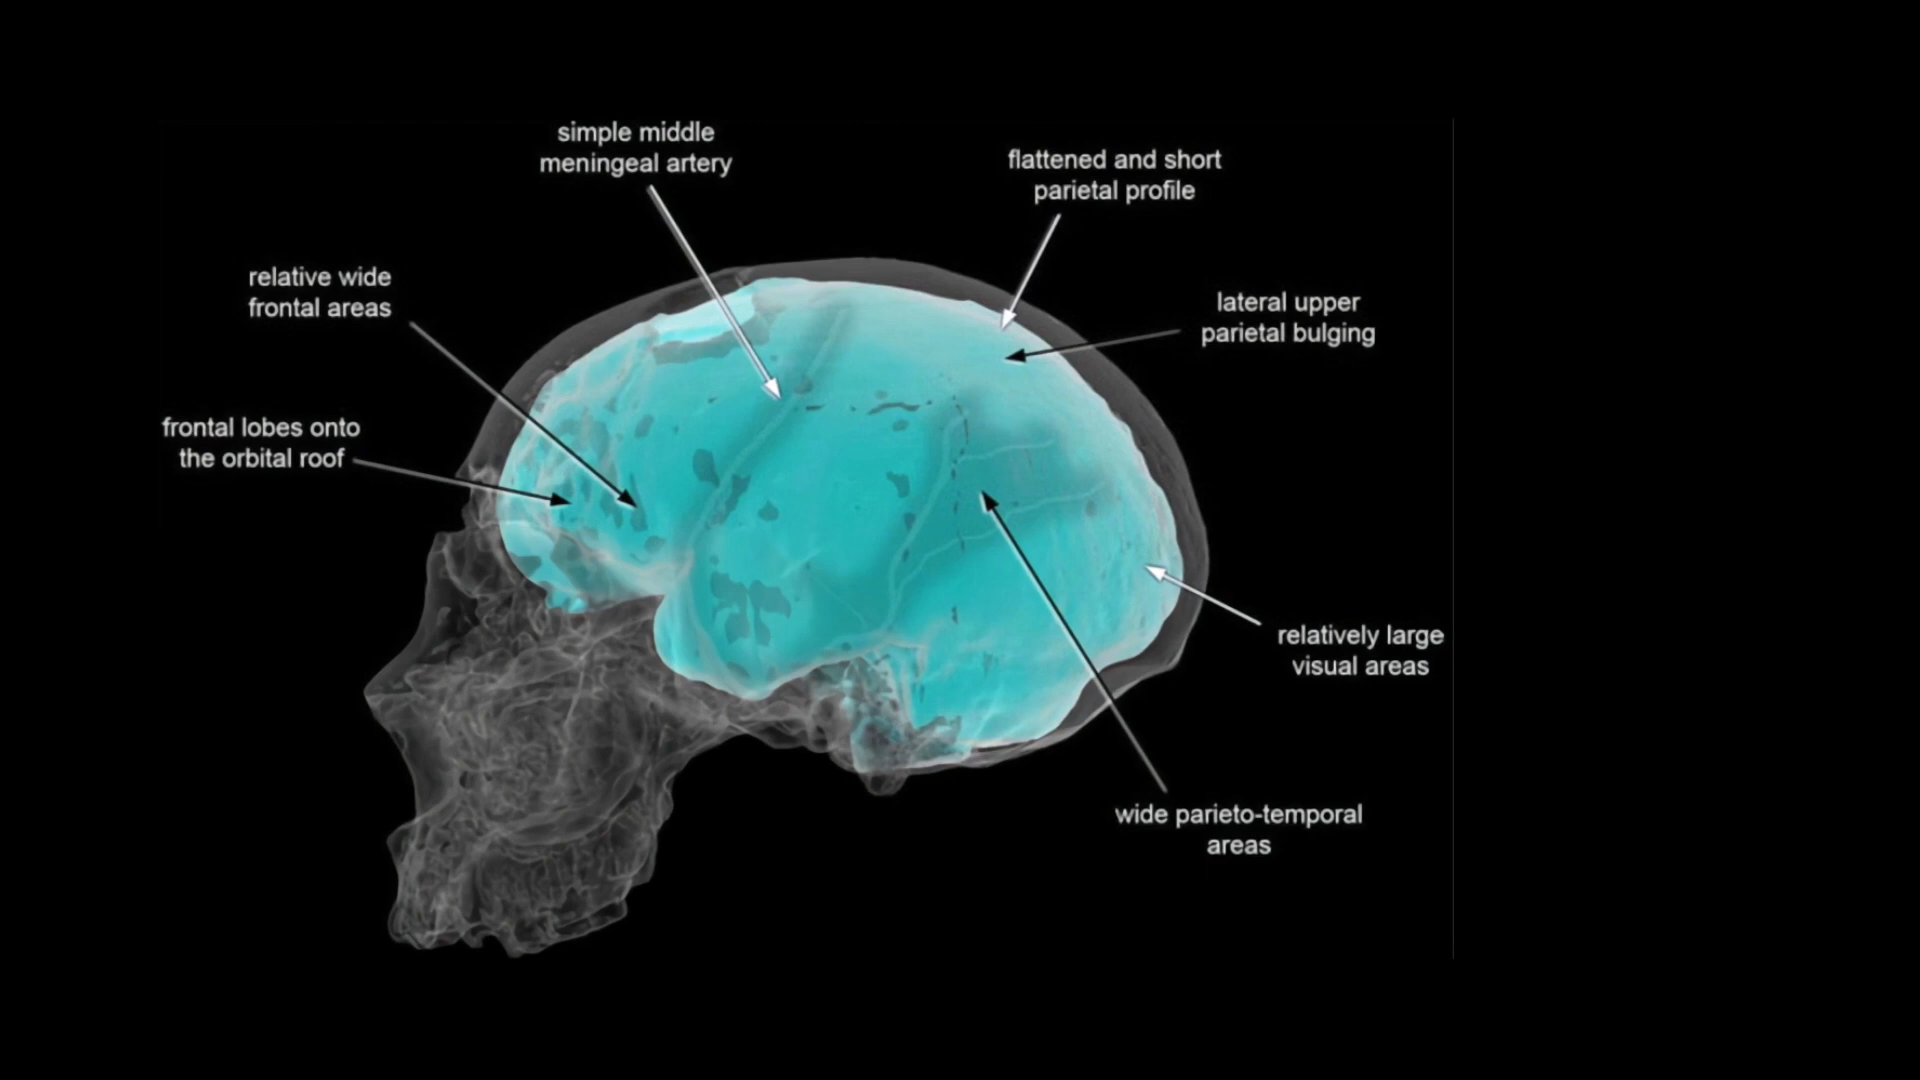 simple middle
meningeal artery
flattened and short
parietal profile
relative wide
frontal areas
lateral upper
parietal bulging
frontal lobes onto
the orbital roof
relatively large
visual areas
wide parieto-temporal
areas